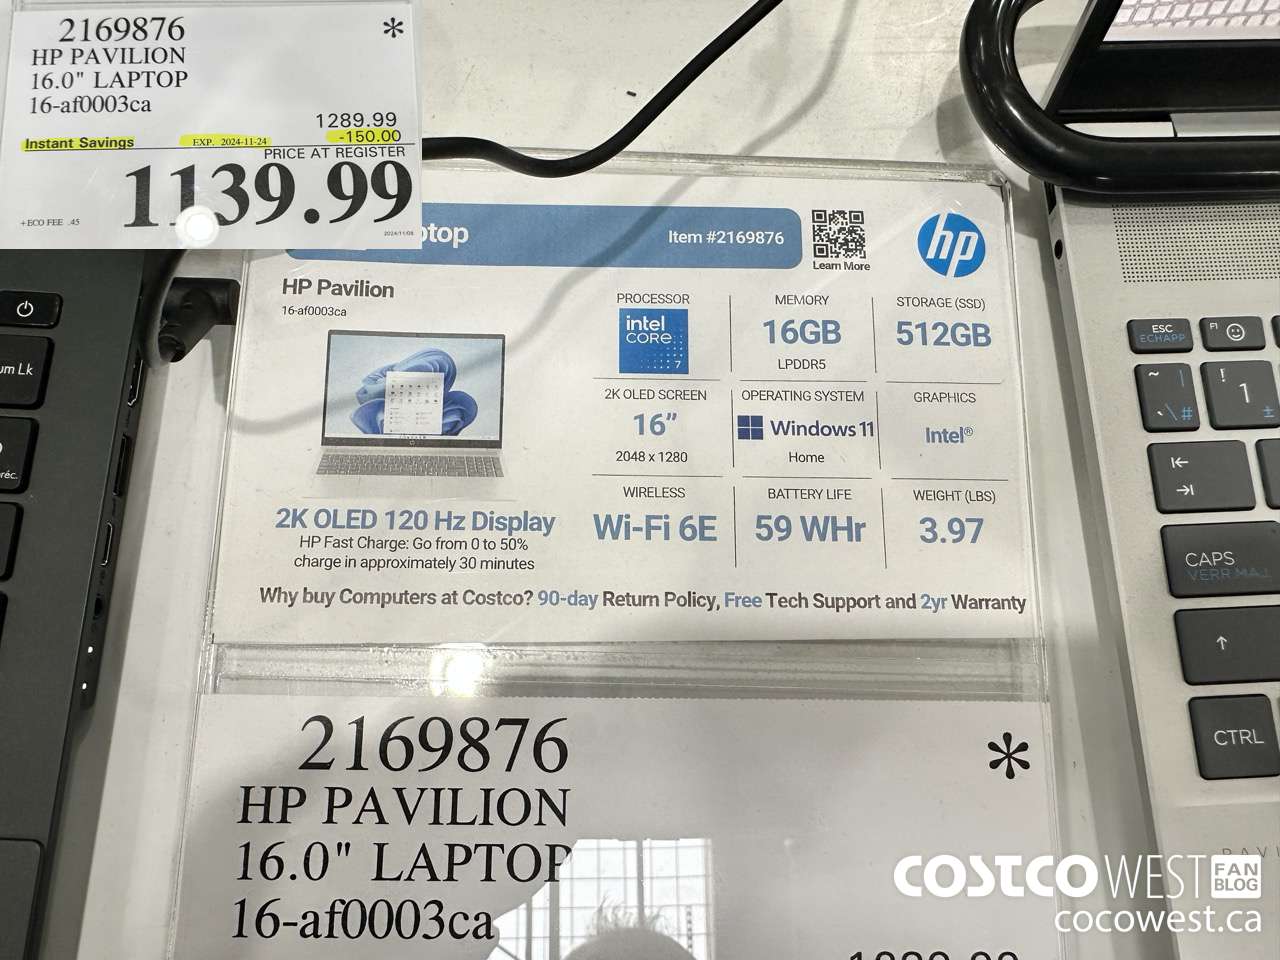 2169876 *
HP PAVILION
16.0" LAPTOP
16-af0003ca
1289.99
Instant Savings EXP. 2024-11-24 -150.00
PRICE AT REGISTER
1139.99
+ECO FEE .45
2024/11/08
Item #2169876
Learn More
hp
HP Pavilion
16-af0003ca
PROCESSOR
intel
CORE
7
MEMORY
16GB
LPDDR5
STORAGE (SSD)
512GB
2K OLED SCREEN
16”
2048 x 1280
OPERATING SYSTEM
Windows 11
Home
GRAPHICS
Intel®
WIRELESS
Wi-Fi 6E
BATTERY LIFE
59 WHr
WEIGHT (LBS)
3.97
2K OLED 120 Hz Display
HP Fast Charge: Go from 0 to 50%
charge in approximately 30 minutes
Why buy Computers at Costco? 90-day Return Policy, Free Tech Support and 2yr Warranty
2169876 *
HP PAVILION
16.0" LAPTOP
16-af0003ca
ESC
ECHAPP
F1
~ |
\ #
! 1 ±
CAPS
VERR MAJ
CTRL
COSTCO WEST FAN BLOG
cocowest.ca